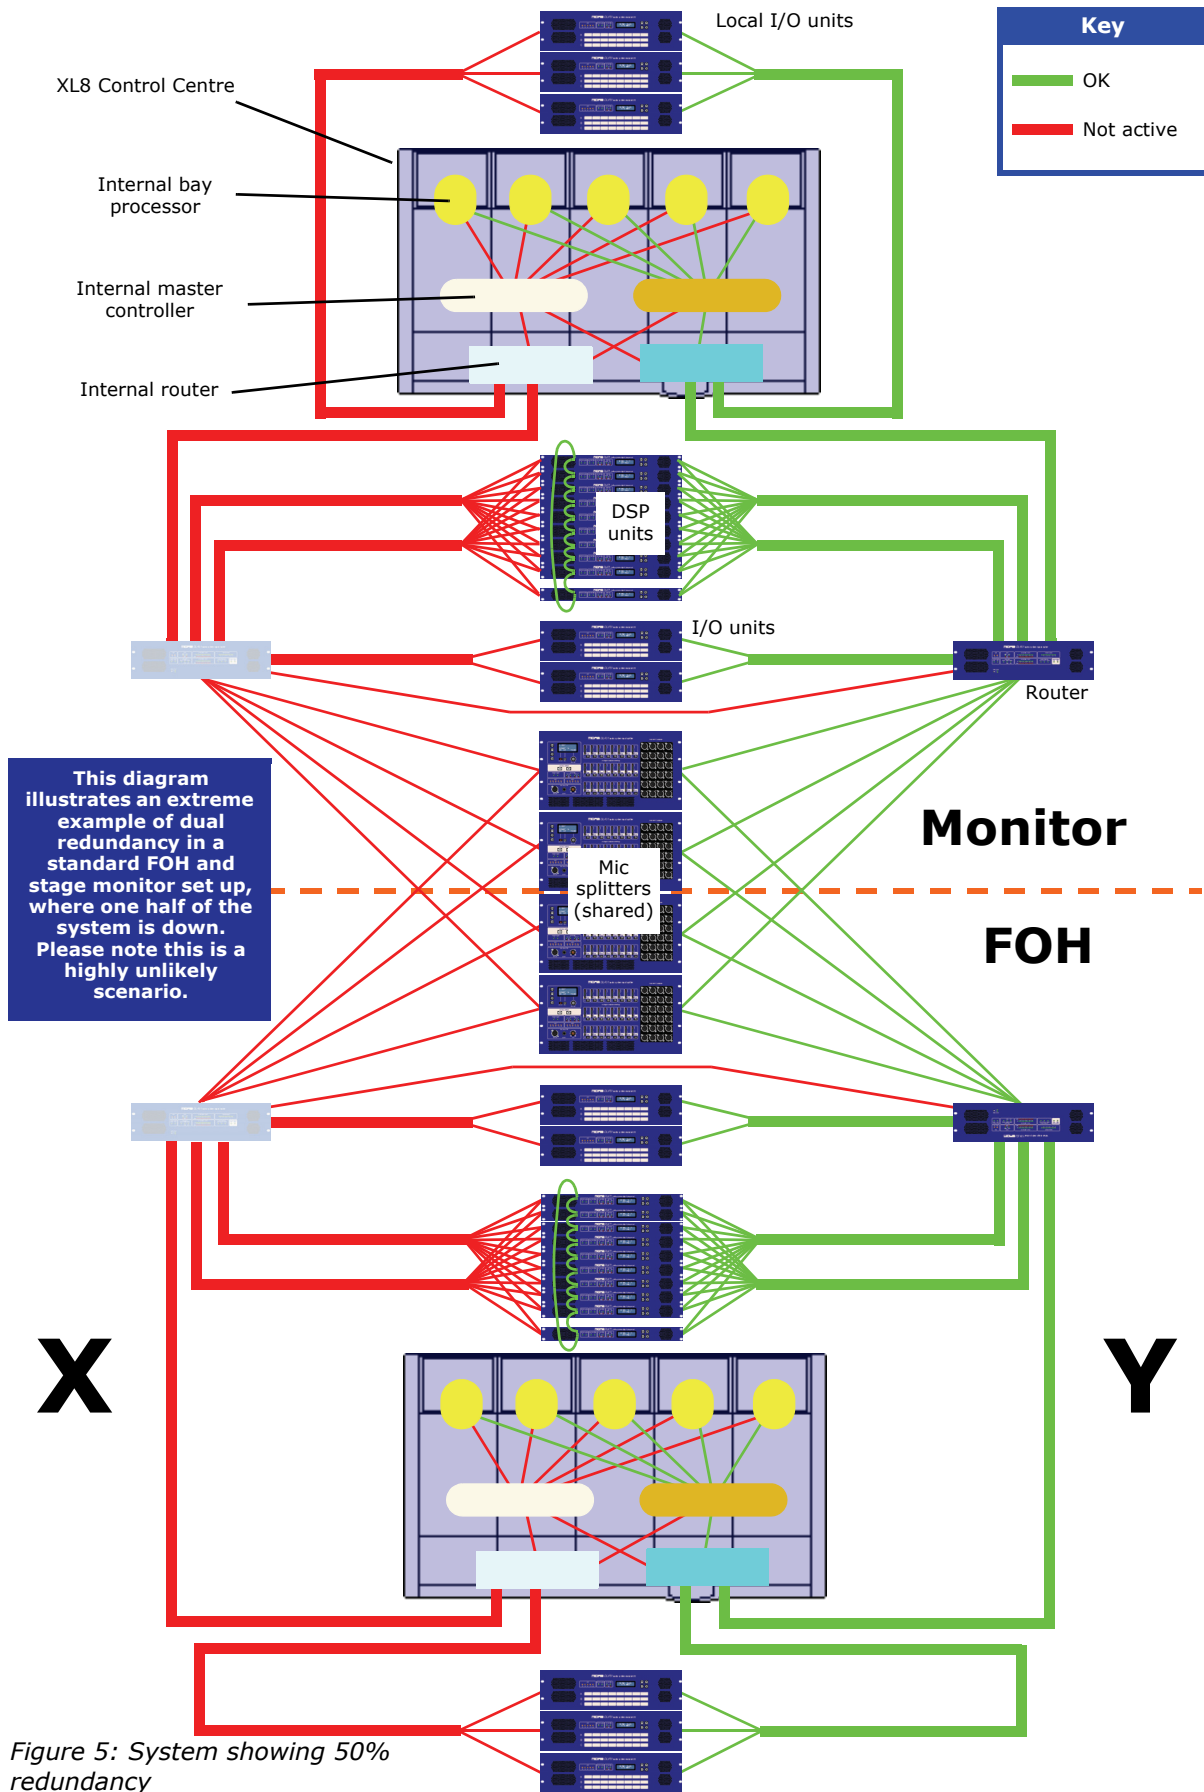 Local I/O units
Key
OK
Not active
XL8 Control Centre
Internal bay
processor
Internal master
controller
Internal router
DSP
units
I/O units
Router
This diagram
illustrates an extreme
example of dual
redundancy in a
standard FOH and
stage monitor set up,
where one half of the
system is down.
Please note this is a
highly unlikely
scenario.
Monitor
Mic
splitters
(shared)
FOH
X
Y
Figure 5: System showing 50%
redundancy